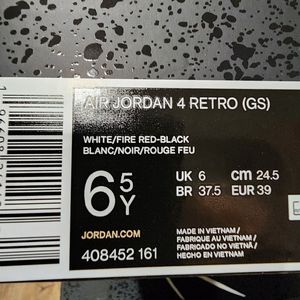 AIR JORDAN 4 RETRO (GS)
WHITE/FIRE RED-BLACK
BLANC/NOIR/ROUGE FEU
6 5 Y
UK 6 cm 24.5
BR 37.5 EUR 39
JORDAN.COM
408452 161
MADE IN VIETNAM /
FABRIQUE AU VIETNAM /
FABRICADO NO VIETNÃ /
HECHO EN VIETNAM